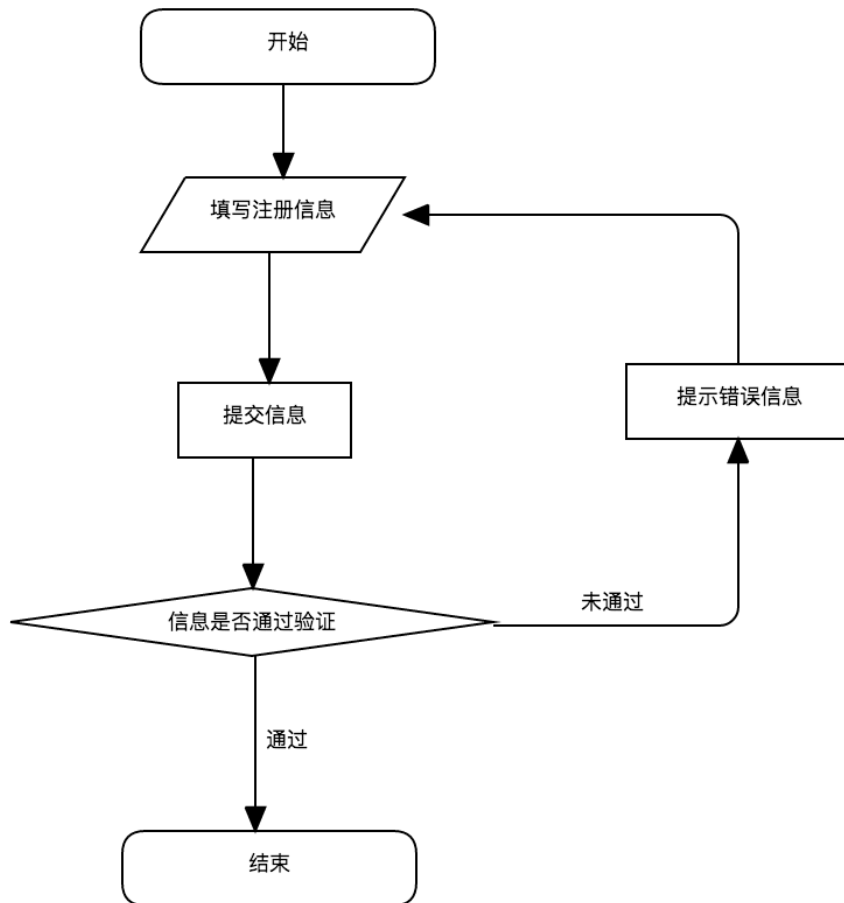 开始
填写注册信息
提交信息
提示错误信息
信息是否通过验证
未通过
通过
结束